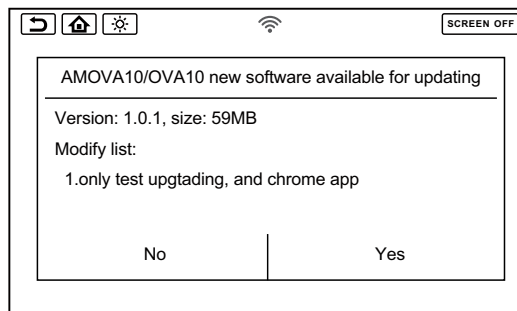 SCREEN OFF
AMOVA10/OVA10 new software available for updating
Version: 1.0.1, size: 59MB
Modify list:
1.only test upgtading, and chrome app
No
Yes